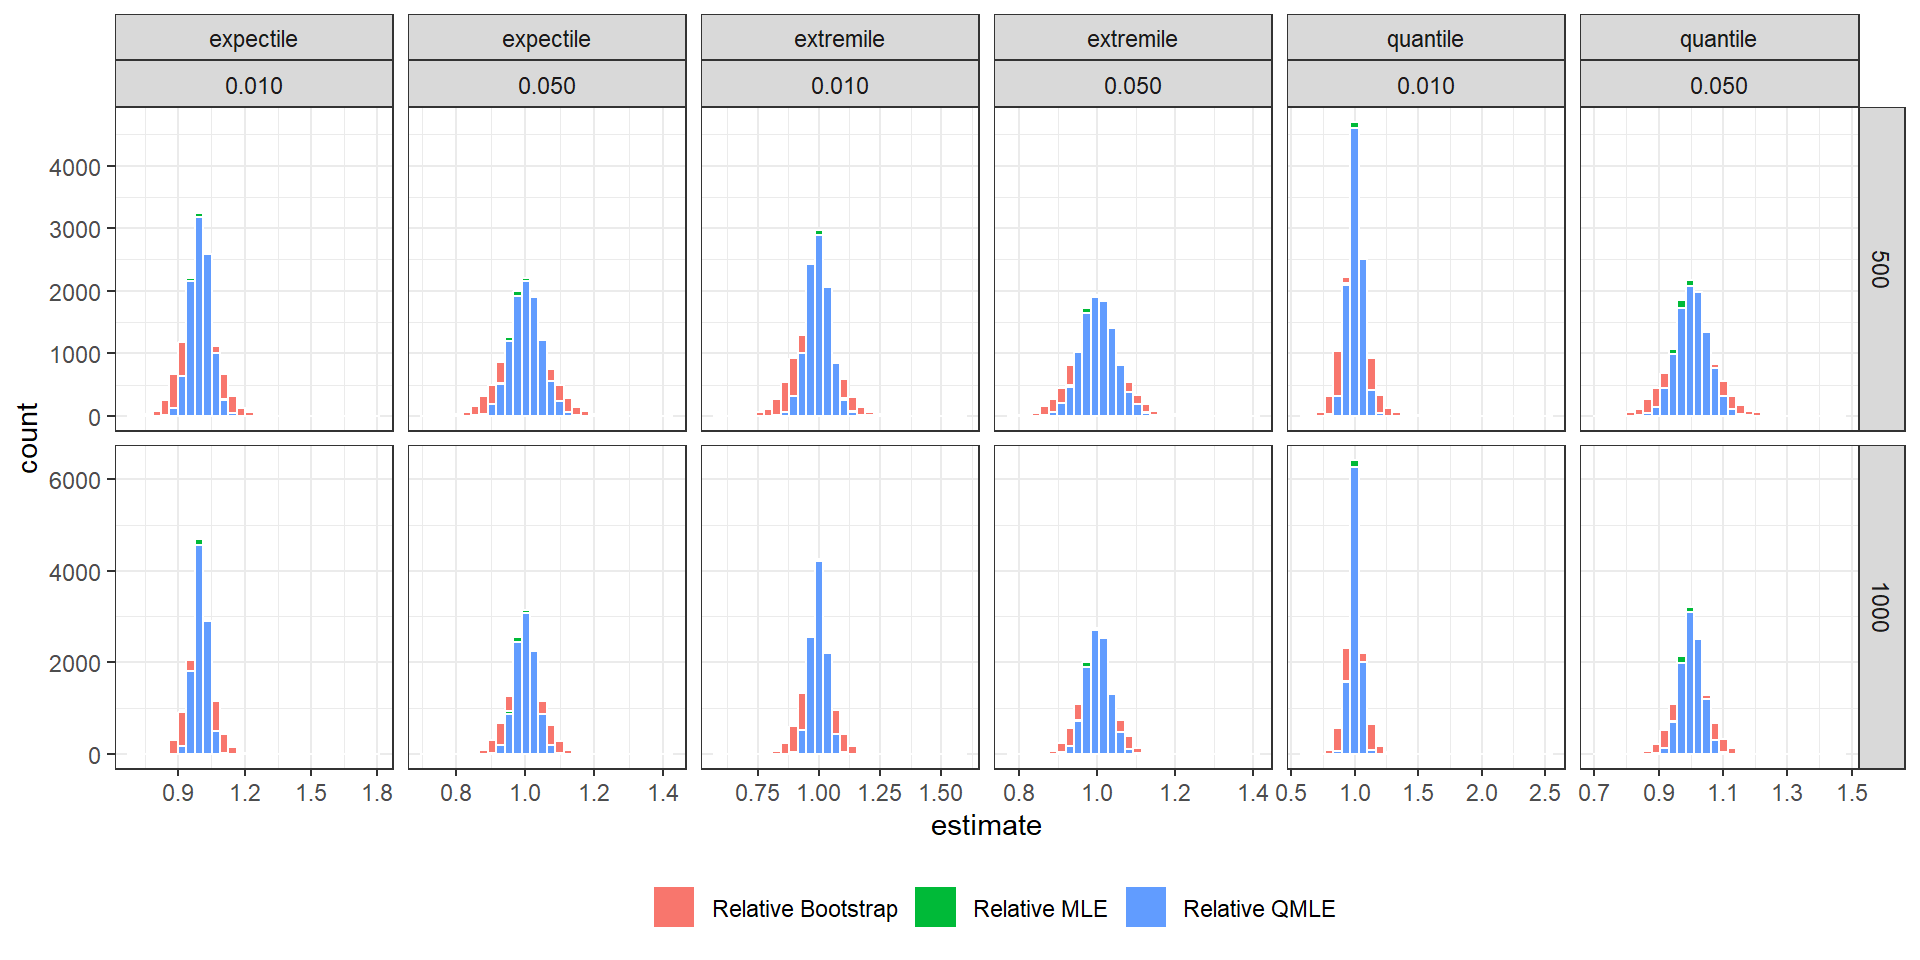 expectile expectile extremile extremile quantile quantile
0.010 0.050 0.010 0.050 0.010 0.050
4000
3000
2000
1000
0
500
count
6000
4000
2000
0
1000
0.9 1.2 1.5 1.8 0.8 1.0 1.2 1.4 0.75 1.00 1.25 1.50 0.8 1.0 1.2 1.4 0.5 1.0 1.5 2.0 2.5 0.7 0.9 1.1 1.3 1.5
estimate
Relative Bootstrap Relative MLE Relative QMLE